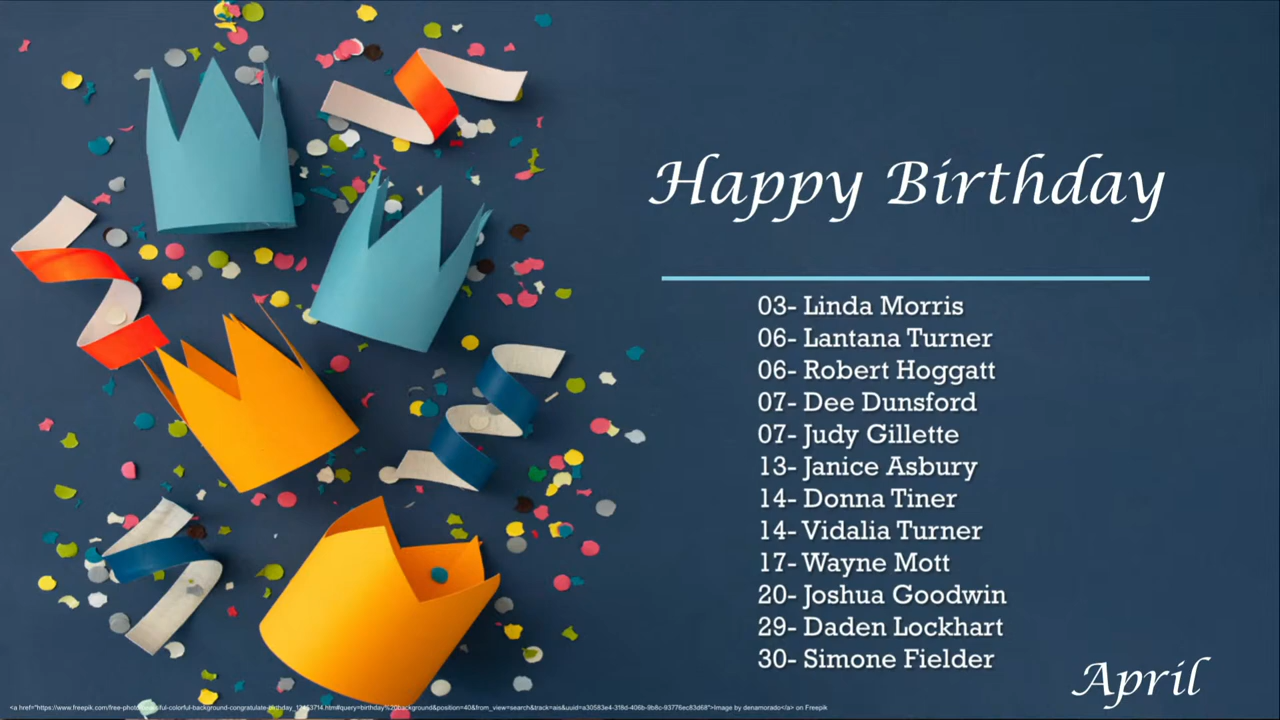 Happy Birthday
03- Linda Morris
06- Lantana Turner
06- Robert Hoggatt
07- Dee Dunsford
07- Judy Gillette
13- Janice Asbury
14- Donna Tiner
14- Vidalia Turner
17- Wayne Mott
20- Joshua Goodwin
29- Daden Lockhart
30- Simone Fielder
April
on Freepik